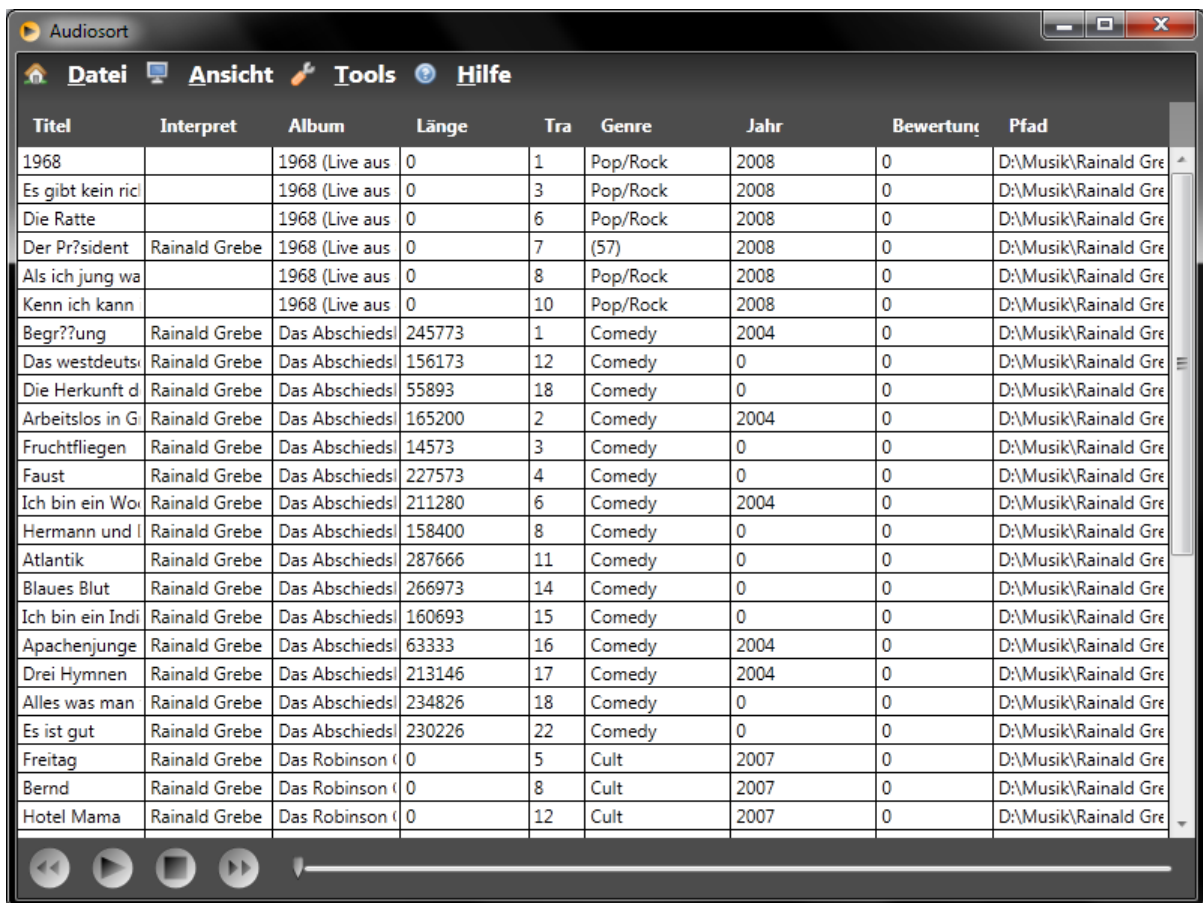 Audiosort
Datei Ansicht Tools Hilfe
Titel Interpret Album Länge Tra Genre Jahr Bewertung Pfad
1968 1968 (Live aus 0 1 Pop/Rock 2008 0 D:\Musik\Rainald Gre
Es gibt kein ric 1968 (Live aus 0 3 Pop/Rock 2008 0 D:\Musik\Rainald Gre
Die Ratte 1968 (Live aus 0 6 Pop/Rock 2008 0 D:\Musik\Rainald Gre
Der Pr?sident Rainald Grebe 1968 (Live aus 0 7 (57) 2008 0 D:\Musik\Rainald Gre
Als ich jung wa 1968 (Live aus 0 8 Pop/Rock 2008 0 D:\Musik\Rainald Gre
Kenn ich kann 1968 (Live aus 0 10 Pop/Rock 2008 0 D:\Musik\Rainald Gre
Begr??ung Rainald Grebe Das Abschieds 245773 1 Comedy 2004 0 D:\Musik\Rainald Gre
Das westdeuts Rainald Grebe Das Abschieds 156173 12 Comedy 0 0 D:\Musik\Rainald Gre
Die Herkunft d Rainald Grebe Das Abschieds 55893 18 Comedy 0 0 D:\Musik\Rainald Gre
Arbeitslos in G Rainald Grebe Das Abschieds 165200 2 Comedy 2004 0 D:\Musik\Rainald Gre
Fruchtfliegen Rainald Grebe Das Abschieds 14573 3 Comedy 0 0 D:\Musik\Rainald Gre
Faust Rainald Grebe Das Abschieds 227573 4 Comedy 0 0 D:\Musik\Rainald Gre
Ich bin ein Wo Rainald Grebe Das Abschieds 211280 6 Comedy 2004 0 D:\Musik\Rainald Gre
Hermann und Rainald Grebe Das Abschieds 158400 8 Comedy 0 0 D:\Musik\Rainald Gre
Atlantik Rainald Grebe Das Abschieds 287666 11 Comedy 0 0 D:\Musik\Rainald Gre
Blaues Blut Rainald Grebe Das Abschieds 266973 14 Comedy 0 0 D:\Musik\Rainald Gre
Ich bin ein Indi Rainald Grebe Das Abschieds 160693 15 Comedy 0 0 D:\Musik\Rainald Gre
Apachenjunge Rainald Grebe Das Abschieds 63333 16 Comedy 2004 0 D:\Musik\Rainald Gre
Drei Hymnen Rainald Grebe Das Abschieds 213146 17 Comedy 2004 0 D:\Musik\Rainald Gre
Alles was man Rainald Grebe Das Abschieds 234826 18 Comedy 0 0 D:\Musik\Rainald Gre
Es ist gut Rainald Grebe Das Abschieds 230226 22 Comedy 0 0 D:\Musik\Rainald Gre
Freitag Rainald Grebe Das Robinson 0 5 Cult 2007 0 D:\Musik\Rainald Gre
Bernd Rainald Grebe Das Robinson 0 8 Cult 2007 0 D:\Musik\Rainald Gre
Hotel Mama Rainald Grebe Das Robinson 0 12 Cult 2007 0 D:\Musik\Rainald Gre